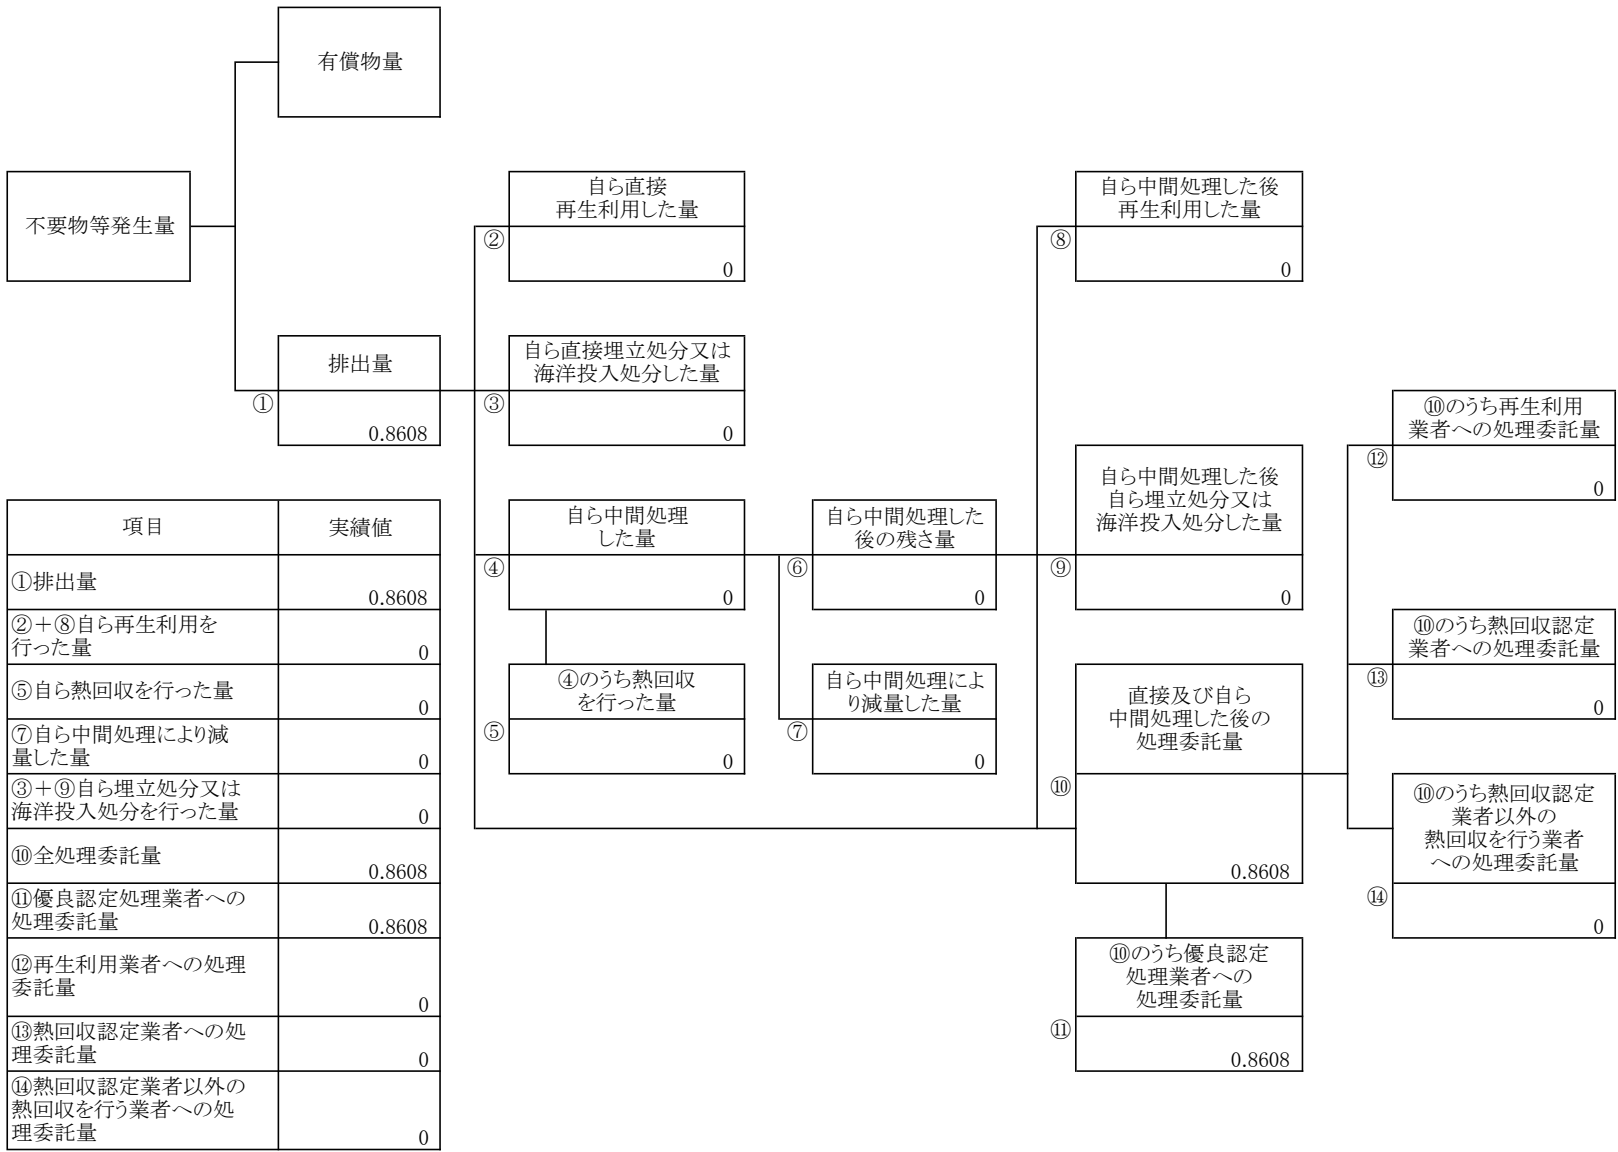 有償物量
不要物等発生量
排出量
①
0.8608
自ら直接
再生利用した量
②
0
自ら直接埋立処分又は
海洋投入処分した量
③
0
自ら中間処理
した量
④
0
④のうち熱回収
を行った量
⑤
0
自ら中間処理した
後の残さ量
⑥
0
自ら中間処理によ
り減量した量
⑦
0
自ら中間処理した後
再生利用した量
⑧
0
自ら中間処理した後
自ら埋立処分又は
海洋投入処分した量
⑨
0
直接及び自ら
中間処理した後の
処理委託量
⑩
0.8608
⑩のうち優良認定
処理業者への
処理委託量
⑪
0.8608
⑩のうち再生利用
業者への処理委託量
⑫
0
⑩のうち熱回収認定
業者への処理委託量
⑬
0
⑩のうち熱回収認定
業者以外の
熱回収を行う業者
への処理委託量
⑭
0
項目 実績値
①排出量
0.8608
②＋⑧自ら再生利用を
行った量
0
⑤自ら熱回収を行った量
0
⑦自ら中間処理により減
量した量
0
③＋⑨自ら埋立処分又は
海洋投入処分を行った量
0
⑩全処理委託量
0.8608
⑪優良認定処理業者への
処理委託量
0.8608
⑫再生利用業者への処理
委託量
0
⑬熱回収認定業者への処
理委託量
0
⑭熱回収認定業者以外の
熱回収を行う業者への処
理委託量
0